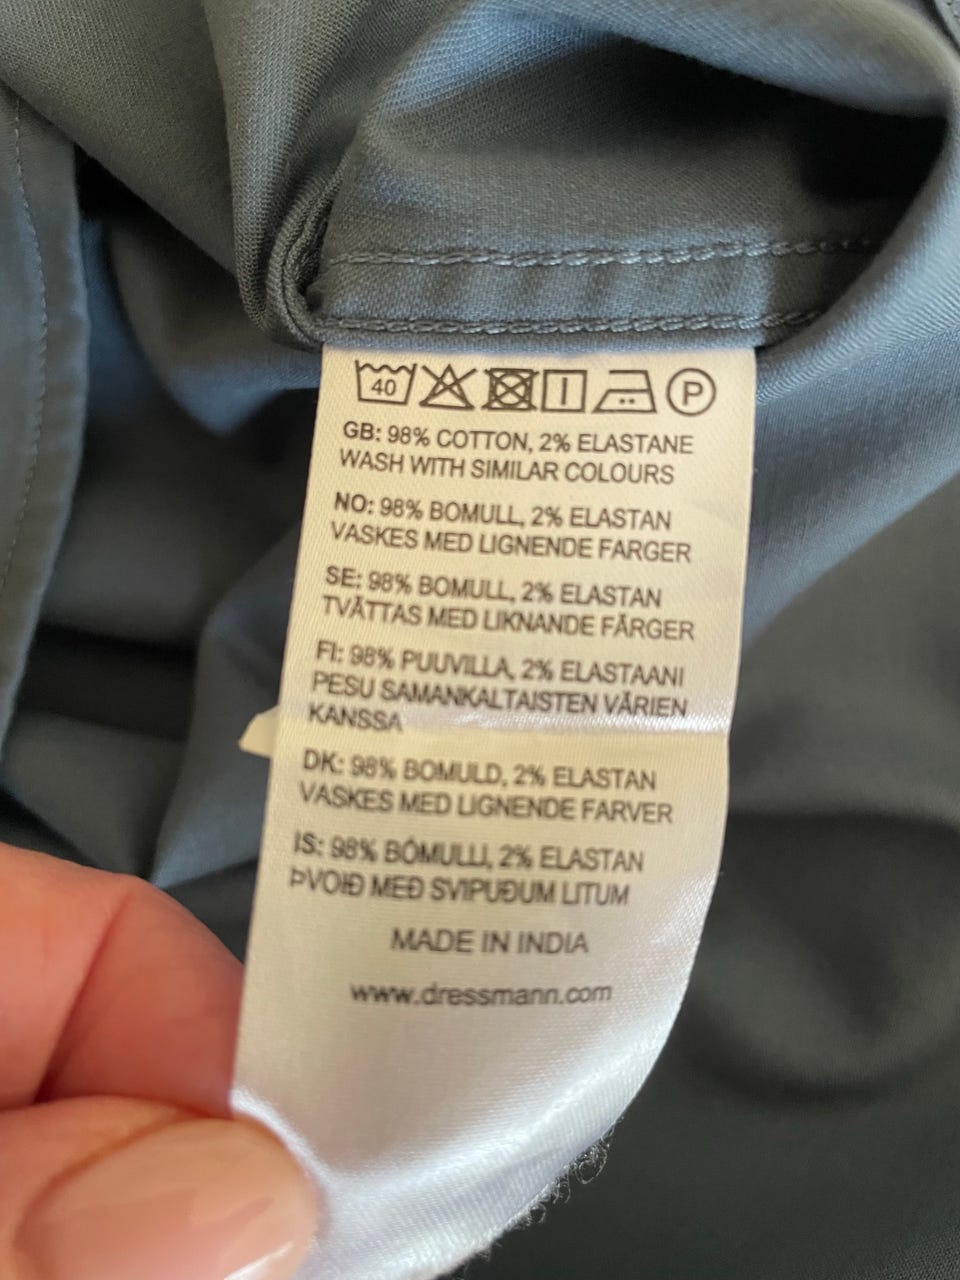 40 P
GB: 98% COTTON, 2% ELASTANE
WASH WITH SIMILAR COLOURS
NO: 98% BOMULL, 2% ELASTAN
VASKES MED LIGNENDE FARGER
SE: 98% BOMULL, 2% ELASTAN
TVÄTTAS MED LIKNANDE FÄRGER
FI: 98% PUUVILLA, 2% ELASTAANI
PESU SAMANKALTAISTEN VÄRIEN
KANSSA
DK: 98% BOMULD, 2% ELASTAN
VASKES MED LIGNENDE FARVER
IS: 98% BÓMULLI, 2% ELASTAN
ÞVOIÐ MEÐ SVIPUÐUM LITUM
MADE IN INDIA
www.dressmann.com